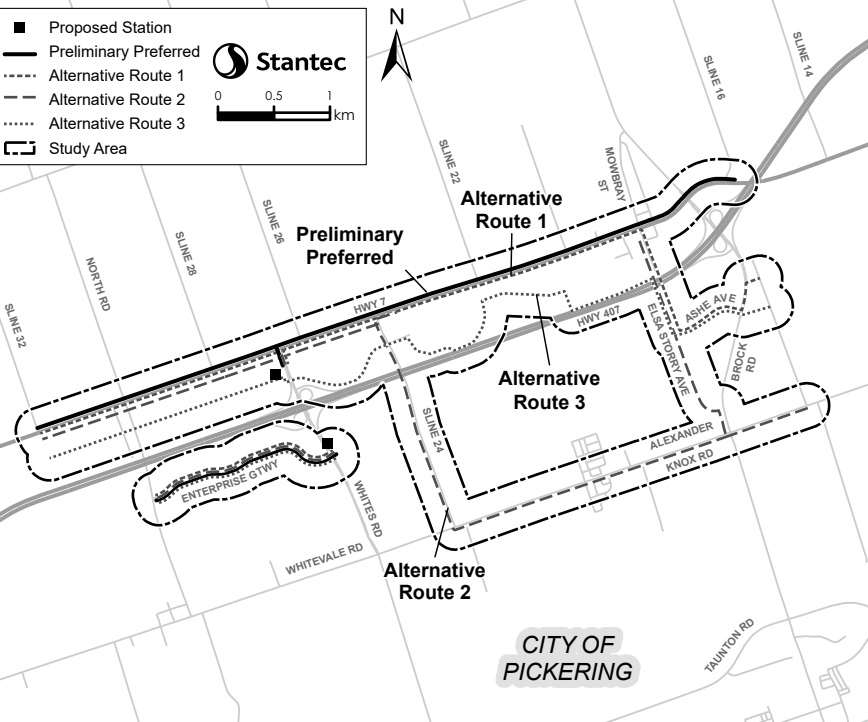 Proposed Station
Preliminary Preferred
Alternative Route 1
Alternative Route 2
Alternative Route 3
Study Area
Stantec
0 0.5 1
km
N
SLINE 14
SLINE 16
SLINE 22
MOWBRAY
ST
SLINE 26
SLINE 28
NORTH RD
SLINE 32
Alternative
Route 1
Preliminary
Preferred
HWY 7
HWY 407
ASHE AVE
ELSA STORRY AVE
BROCK
RD
Alternative
Route 3
SLINE 24
ALEXANDER
KNOX RD
ENTERPRISE GTWY
WHITES RD
WHITEVALE RD
Alternative
Route 2
CITY OF
PICKERING
TAUNTON RD